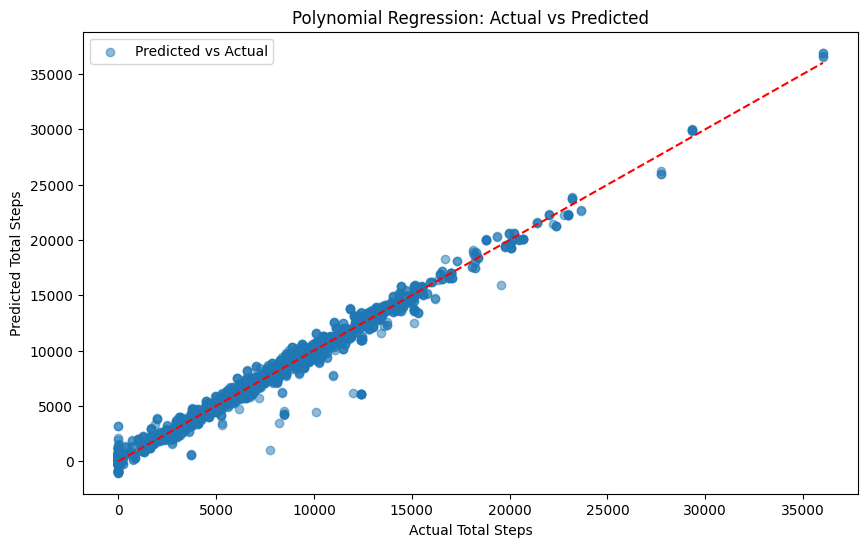 Polynomial Regression: Actual vs Predicted
Predicted vs Actual
Predicted Total Steps
35000
30000
25000
20000
15000
10000
5000
0
0 5000 10000 15000 20000 25000 30000 35000
Actual Total Steps